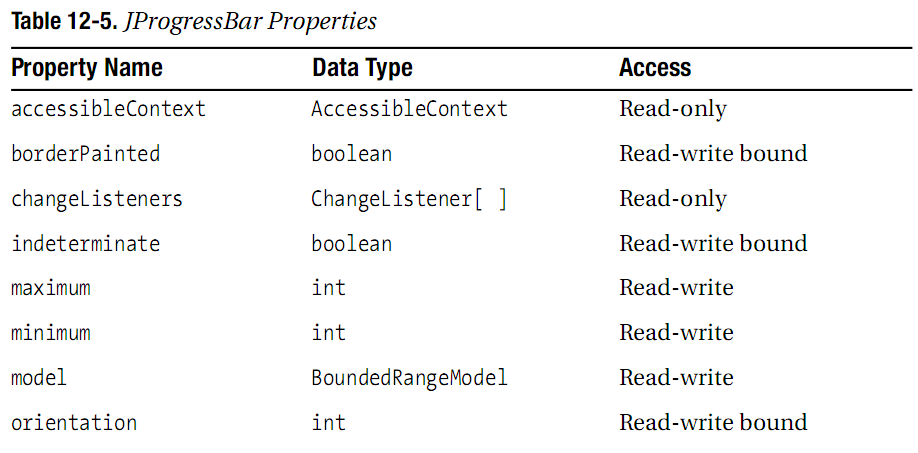 Table 12-5. JProgressBar Properties
Property Name Data Type Access
accessibleContext AccessibleContext Read-only
borderPainted boolean Read-write bound
changeListeners ChangeListener[ ] Read-only
indeterminate boolean Read-write bound
maximum int Read-write
minimum int Read-write
model BoundedRangeModel Read-write
orientation int Read-write bound